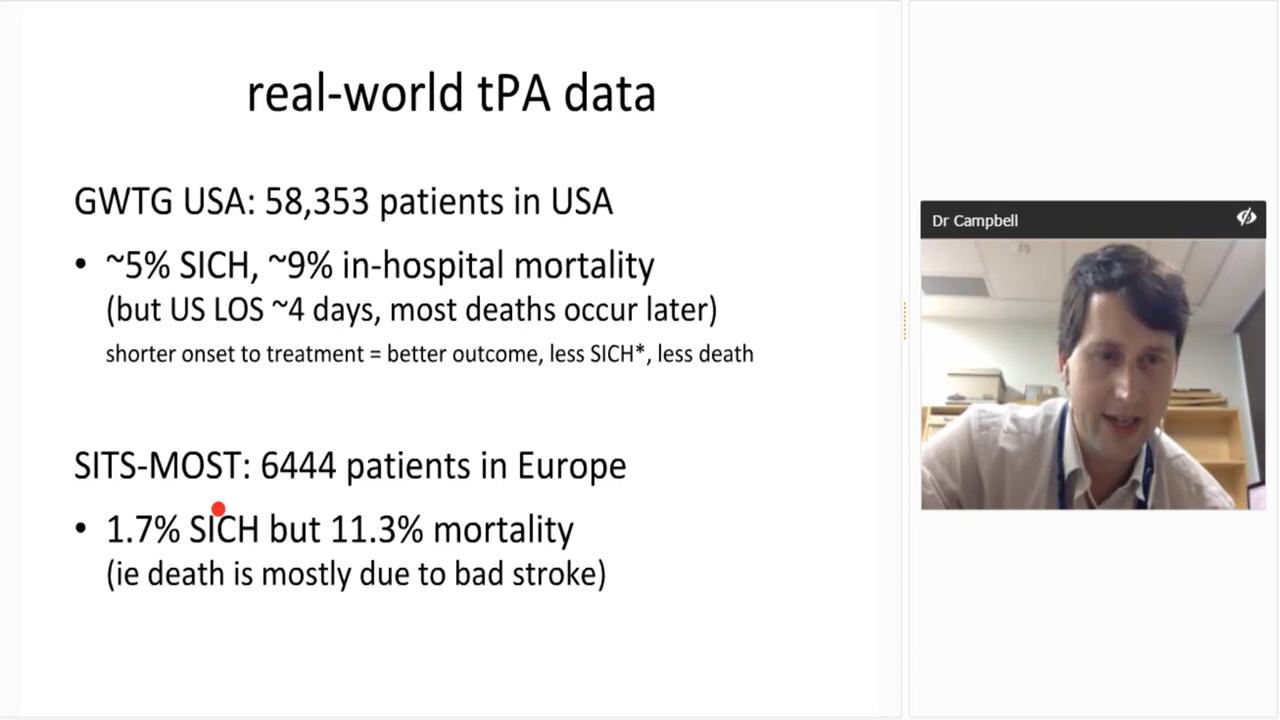 real-world tPA data
GWTG USA: 58,353 patients in USA
• ~5% SICH, ~9% in-hospital mortality
(but US LOS ~4 days, most deaths occur later)
shorter onset to treatment = better outcome, less SICH*, less death
SITS-MOST: 6444 patients in Europe
• 1.7% SICH but 11.3% mortality
(ie death is mostly due to bad stroke)
Dr Campbell